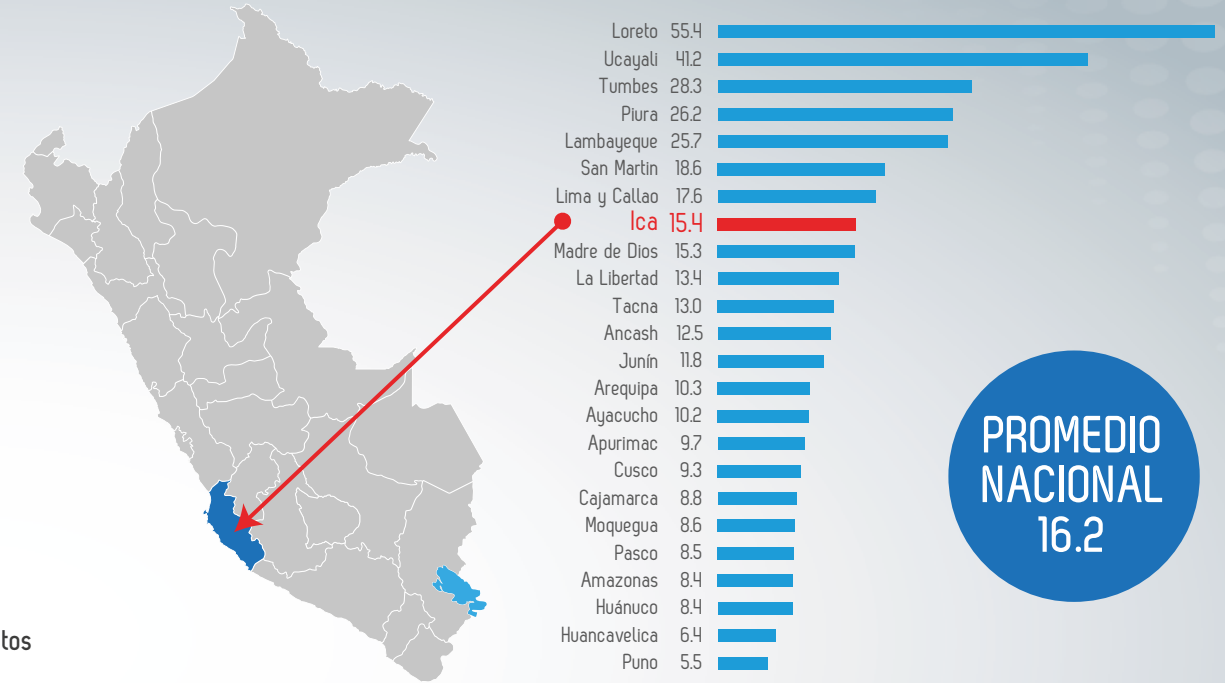 Loreto 55.4
Ucayali 41.2
Tumbes 28.3
Piura 26.2
Lambayeque 25.7
San Martin 18.6
Lima y Callao 17.6
Ica 15.4
Madre de Dios 15.3
La Libertad 13.4
Tacna 13.0
Ancash 12.5
Junín 11.8
Arequipa 10.3
Ayacucho 10.2
Apurimac 9.7
Cusco 9.3
Cajamarca 8.8
Moquegua 8.6
Pasco 8.5
Amazonas 8.4
Huánuco 8.4
Huancavelica 6.4
Puno 5.5
PROMEDIO
NACIONAL
16.2
tos